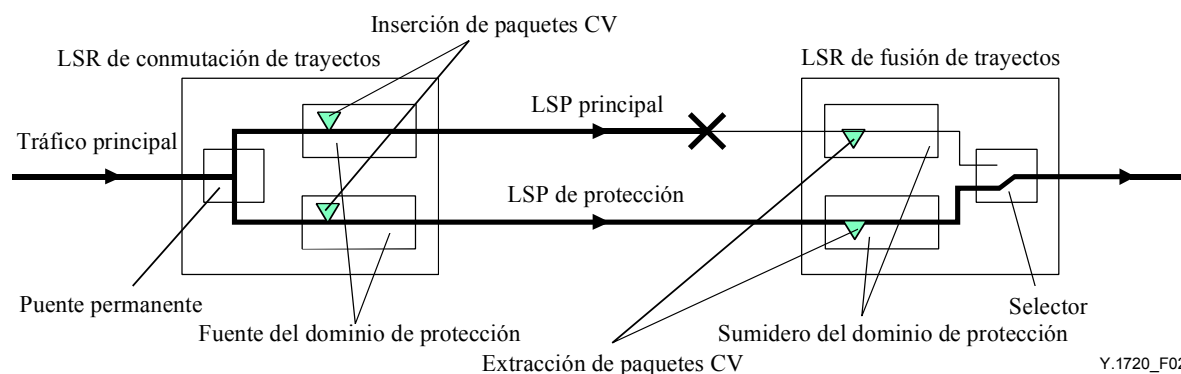 Inserción de paquetes CV
LSR de conmutación de trayectos
LSR de fusión de trayectos
LSP principal
Tráfico principal
LSP de protección
Puente permanente
Selector
Fuente del dominio de protección
Sumidero del dominio de protección
Extracción de paquetes CV
Y.1720_F02